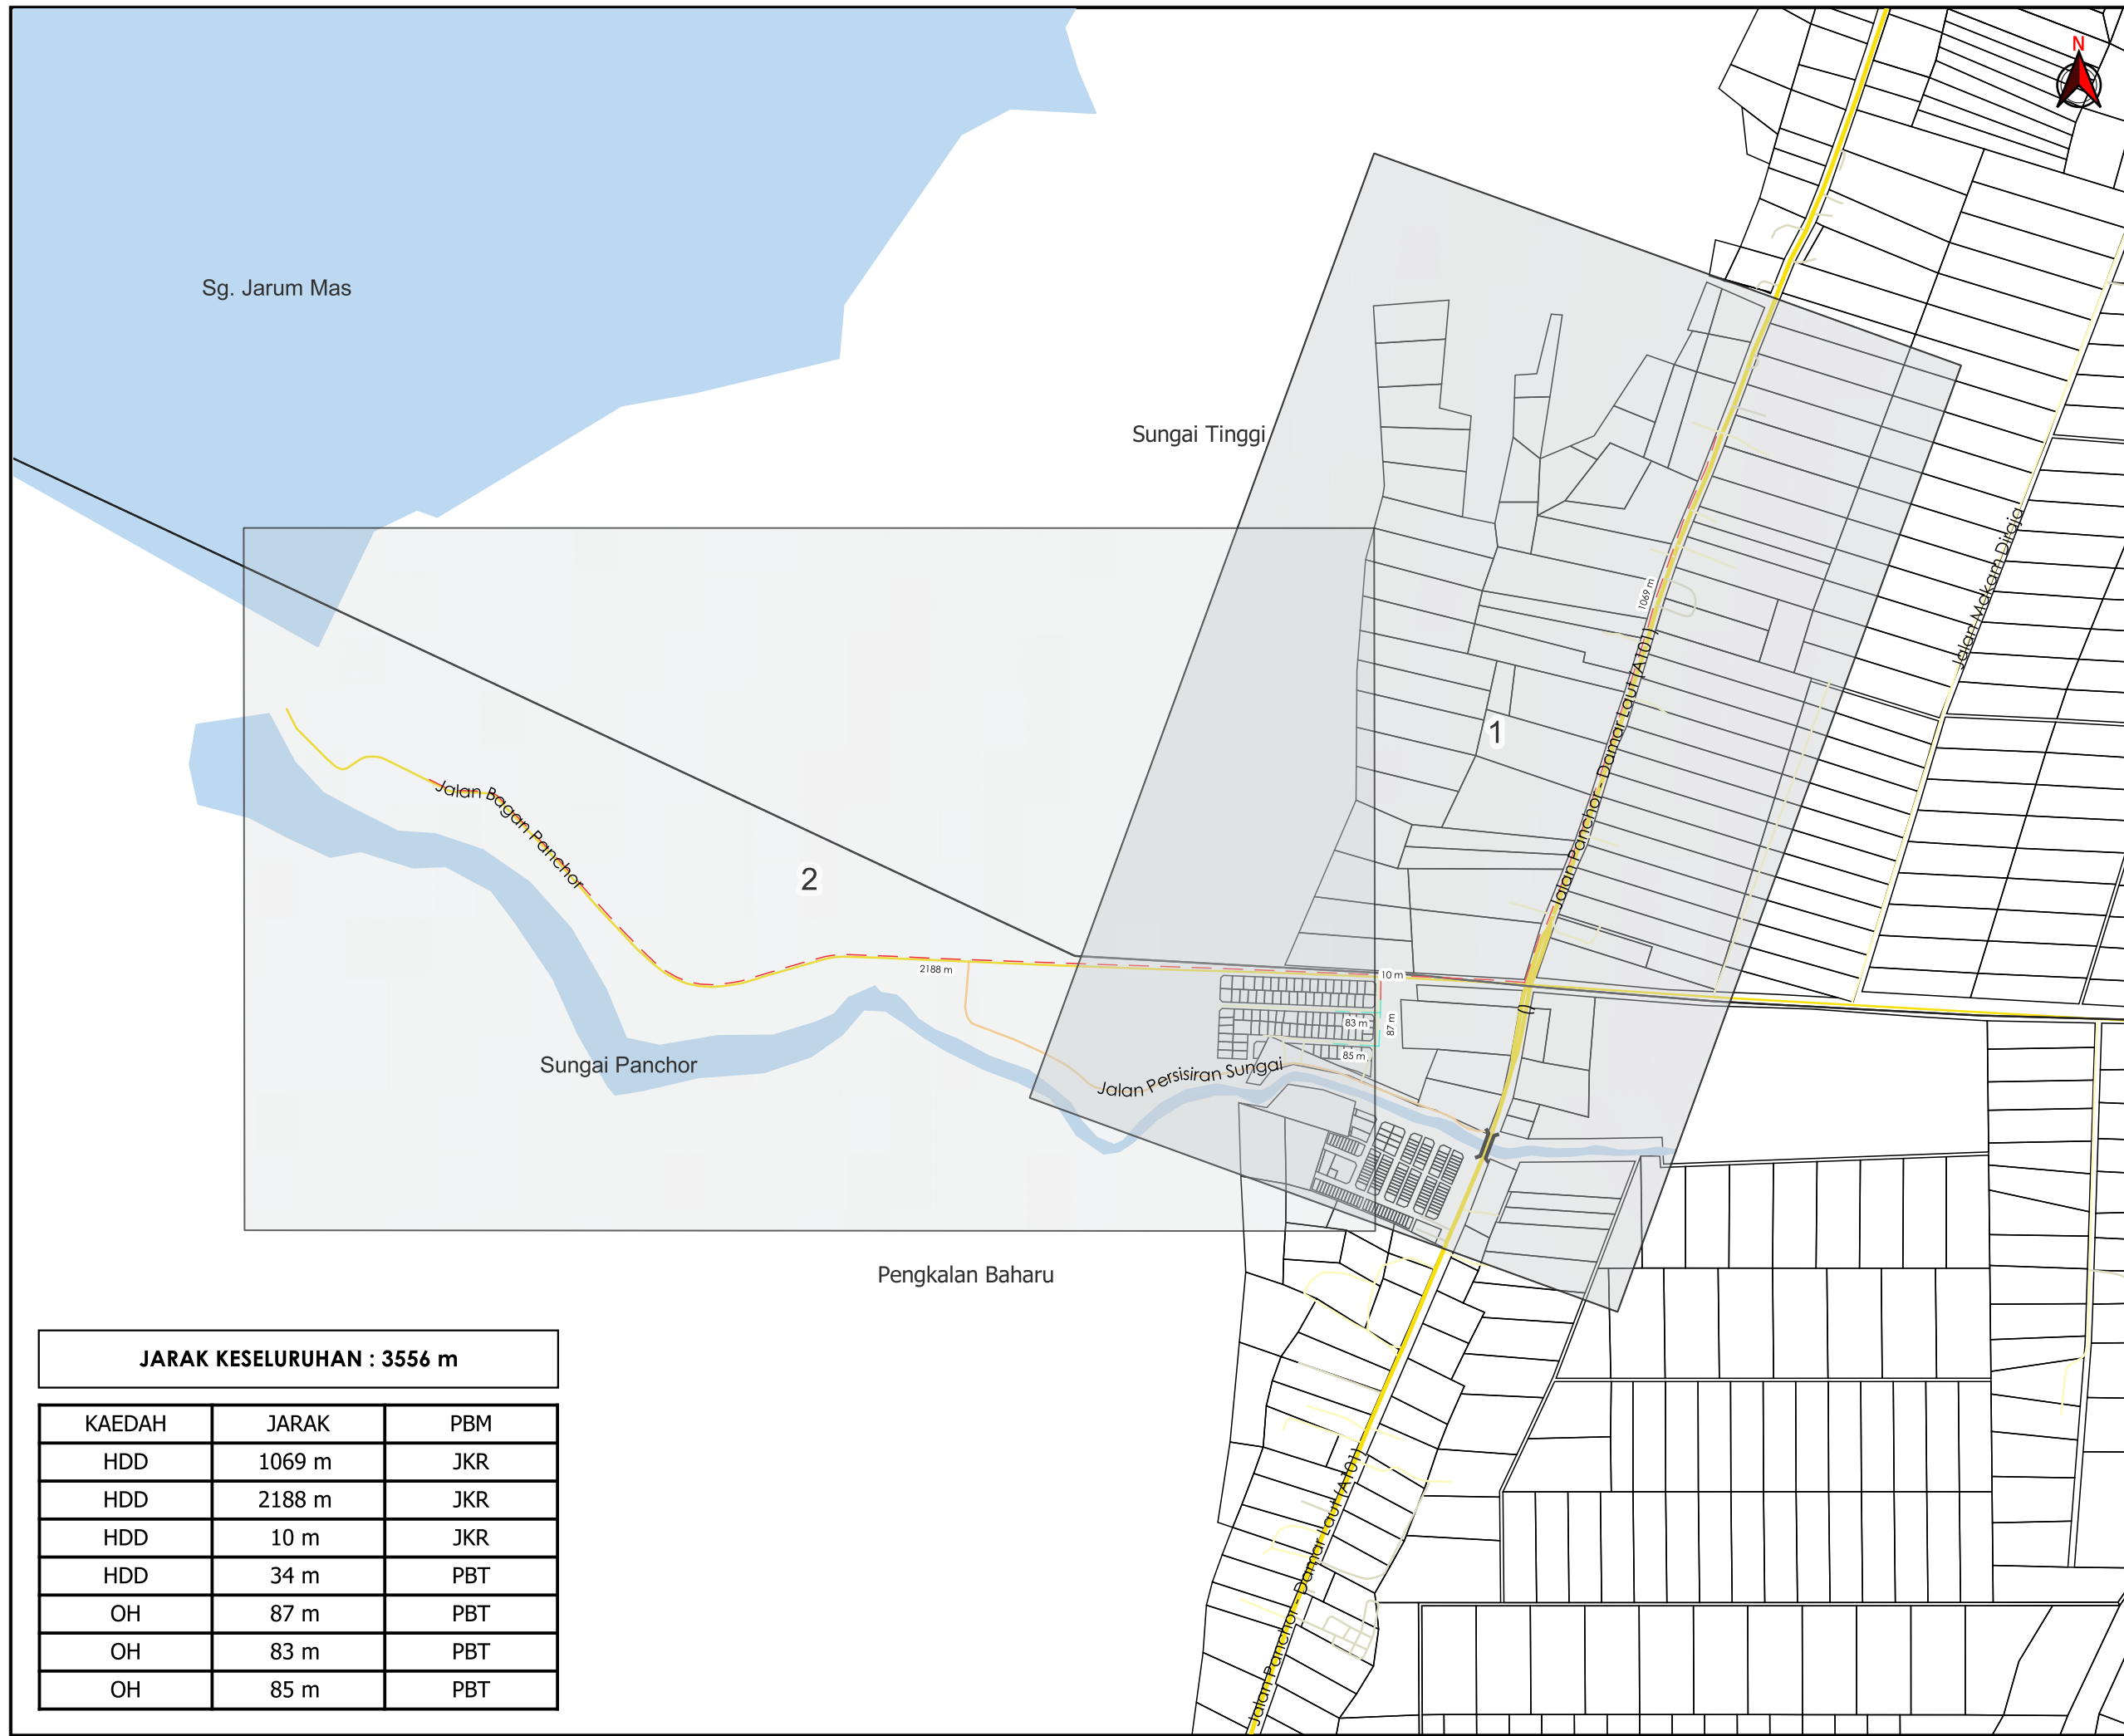 N
Sg. Jarum Mas
Sungai Tinggi
Jalan Makam Diraja
1069 m
Jalan Panchor - Damar Laut (A101)
1
Jalan Bagan Panchor
2
2188 m
10 m
83 m
87 m
85 m
Jalan Persisiran Sungai
Sungai Panchor
Pengkalan Baharu
Jalan Panchor - Damar Laut (A101)
JARAK KESELURUHAN : 3556 m
KAEDAH JARAK PBM
HDD 1069 m JKR
HDD 2188 m JKR
HDD 10 m JKR
HDD 34 m PBT
OH 87 m PBT
OH 83 m PBT
OH 85 m PBT